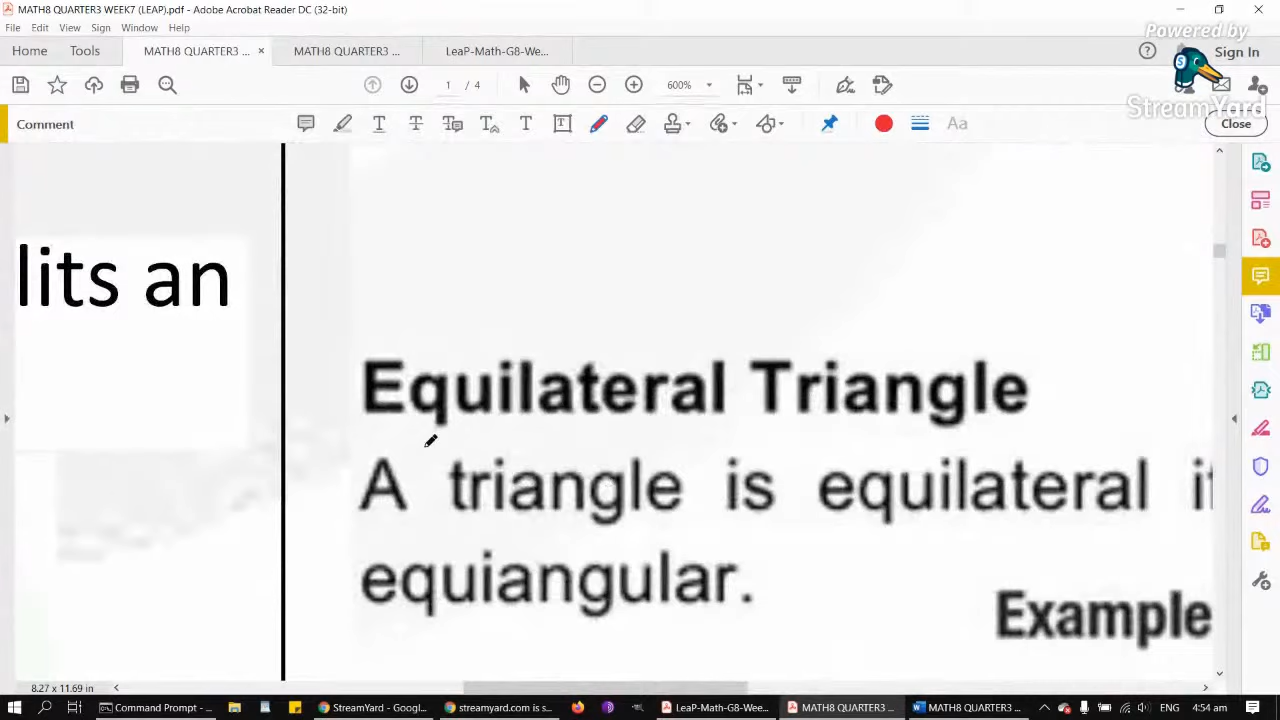 MATH8 QUARTER3 WEEK7 (LEAP).pdf - Adobe Acrobat Reader DC (32-bit)
File Edit View Sign Window Help
Powered by
StreamYard
Home Tools MATH8 QUARTER3 ... × MATH8 QUARTER3 ... LeaP-Math-G8-We... Sign In
1 / 4 600%
Comment Aa Close
lits an
Equilateral Triangle
A triangle is equilateral if
equiangular.
Example
8.27 x 11.69 in
Command Prompt - ... StreamYard - Googl... streamyard.com is s... LeaP-Math-G8-Wee... MATH8 QUARTER3 ... MATH8 QUARTER3 ... 4:54 am